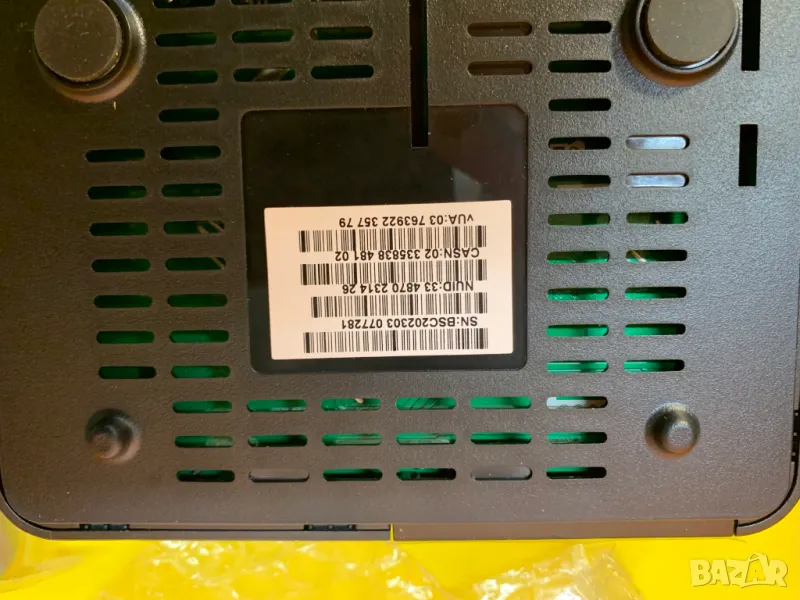 SN:BSC202303 077281
NUID:33 4870 2314 26
CASN:02 335838 481 02
vUA:03 763922 357 79
BAZAR